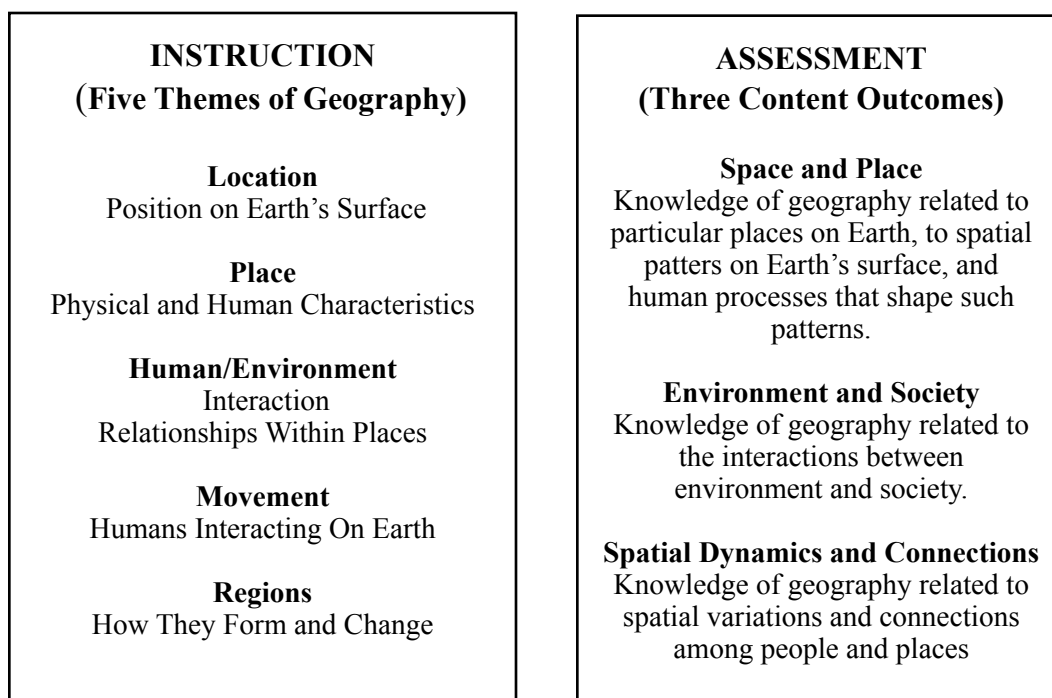 INSTRUCTION
(Five Themes of Geography)
Location
Position on Earth’s Surface
Place
Physical and Human Characteristics
Human/Environment
Interaction
Relationships Within Places
Movement
Humans Interacting On Earth
Regions
How They Form and Change
ASSESSMENT
(Three Content Outcomes)
Space and Place
Knowledge of geography related to
particular places on Earth, to spatial
patters on Earth’s surface, and
human processes that shape such
patterns.
Environment and Society
Knowledge of geography related to
the interactions between
environment and society.
Spatial Dynamics and Connections
Knowledge of geography related to
spatial variations and connections
among people and places